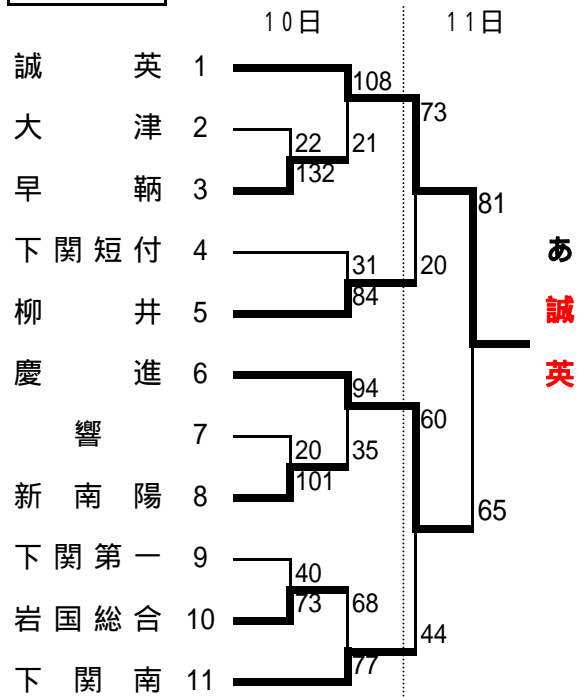 10日 11日
誠英 1
108
73
大津 2
22 21
132
早鞆 3
81
下関短付 4
31 20
84
柳井 5
あ
誠
英
慶進 6
94
60
響 7
20 35
101
新南陽 8
65
下関第一 9
40
73 68
岩国総合 10
44
77
下関南 11